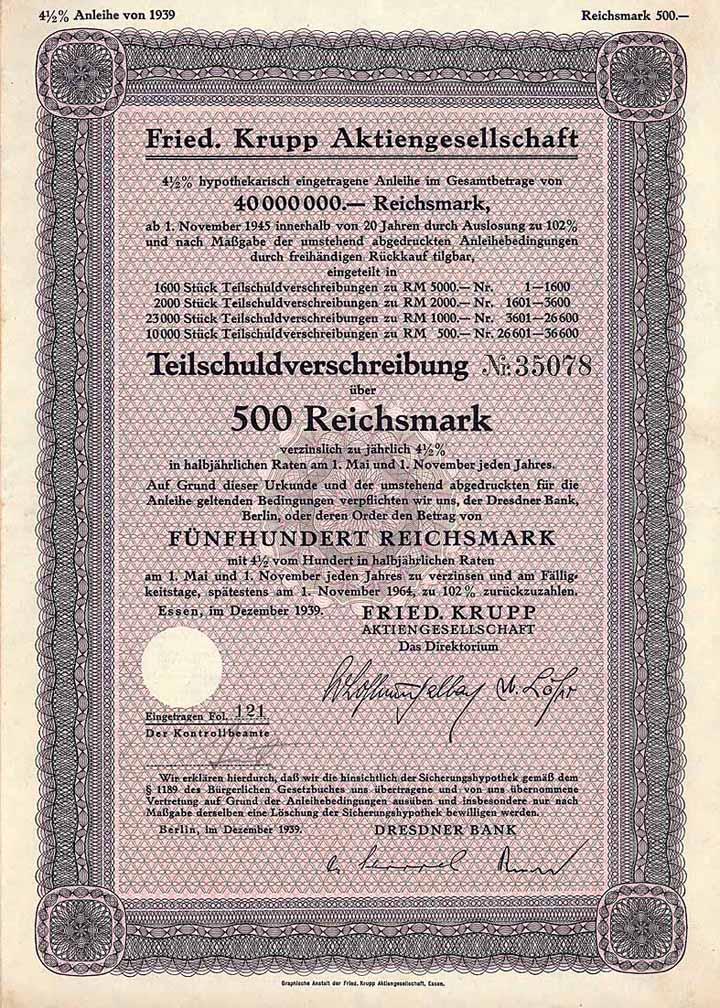 4½% Anleihe von 1939 Reichsmark 500.—
Fried. Krupp Aktiengesellschaft
4½% hypothekarisch eingetragene Anleihe im Gesamtbetrage von
40 000 000.— Reichsmark,
ab 1. November 1945 innerhalb von 20 Jahren durch Auslosung zu 102%
und nach Maßgabe der umstehend abgedruckten Anleihebedingungen
durch freihändigen Rückkauf tilgbar,
eingeteilt in
1600 Stück Teilschuldverschreibungen zu RM 5000.— Nr. 1—1600
2000 Stück Teilschuldverschreibungen zu RM 2000.— Nr. 1601—3600
23 000 Stück Teilschuldverschreibungen zu RM 1000.— Nr. 3601—26 600
10 000 Stück Teilschuldverschreibungen zu RM 500.— Nr. 26 601—36 600
Teilschuldverschreibung Nr. 35078
über
500 Reichsmark
verzinslich zu jährlich 4½%
in halbjährlichen Raten am 1. Mai und 1. November jeden Jahres.
Auf Grund dieser Urkunde und der umstehend abgedruckten für die
Anleihe geltenden Bedingungen verpflichten wir uns, der Dresdner Bank,
Berlin, oder deren Order den Betrag von
FÜNFHUNDERT REICHSMARK
mit 4½ vom Hundert in halbjährlichen Raten
am 1. Mai und 1. November jeden Jahres zu verzinsen und am Fällig-
keitstage, spätestens am 1. November 1964, zu 102% zurückzuzahlen.
Essen, im Dezember 1939. FRIED. KRUPP
AKTIENGESELLSCHAFT
Das Direktorium
Eingetragen Fol. 121
Der Kontrollbeamte
Wir erklären hierdurch, daß wir die hinsichtlich der Sicherungshypothek gemäß dem
§ 1189 des Bürgerlichen Gesetzbuches uns übertragene und von uns übernommene
Vertretung auf Grund der Anleihebedingungen ausüben und insbesondere nur nach
Maßgabe derselben eine Löschung der Sicherungshypothek bewilligen werden.
Berlin, im Dezember 1939. DRESDNER BANK
Graphische Anstalt der Fried. Krupp Aktiengesellschaft, Essen.